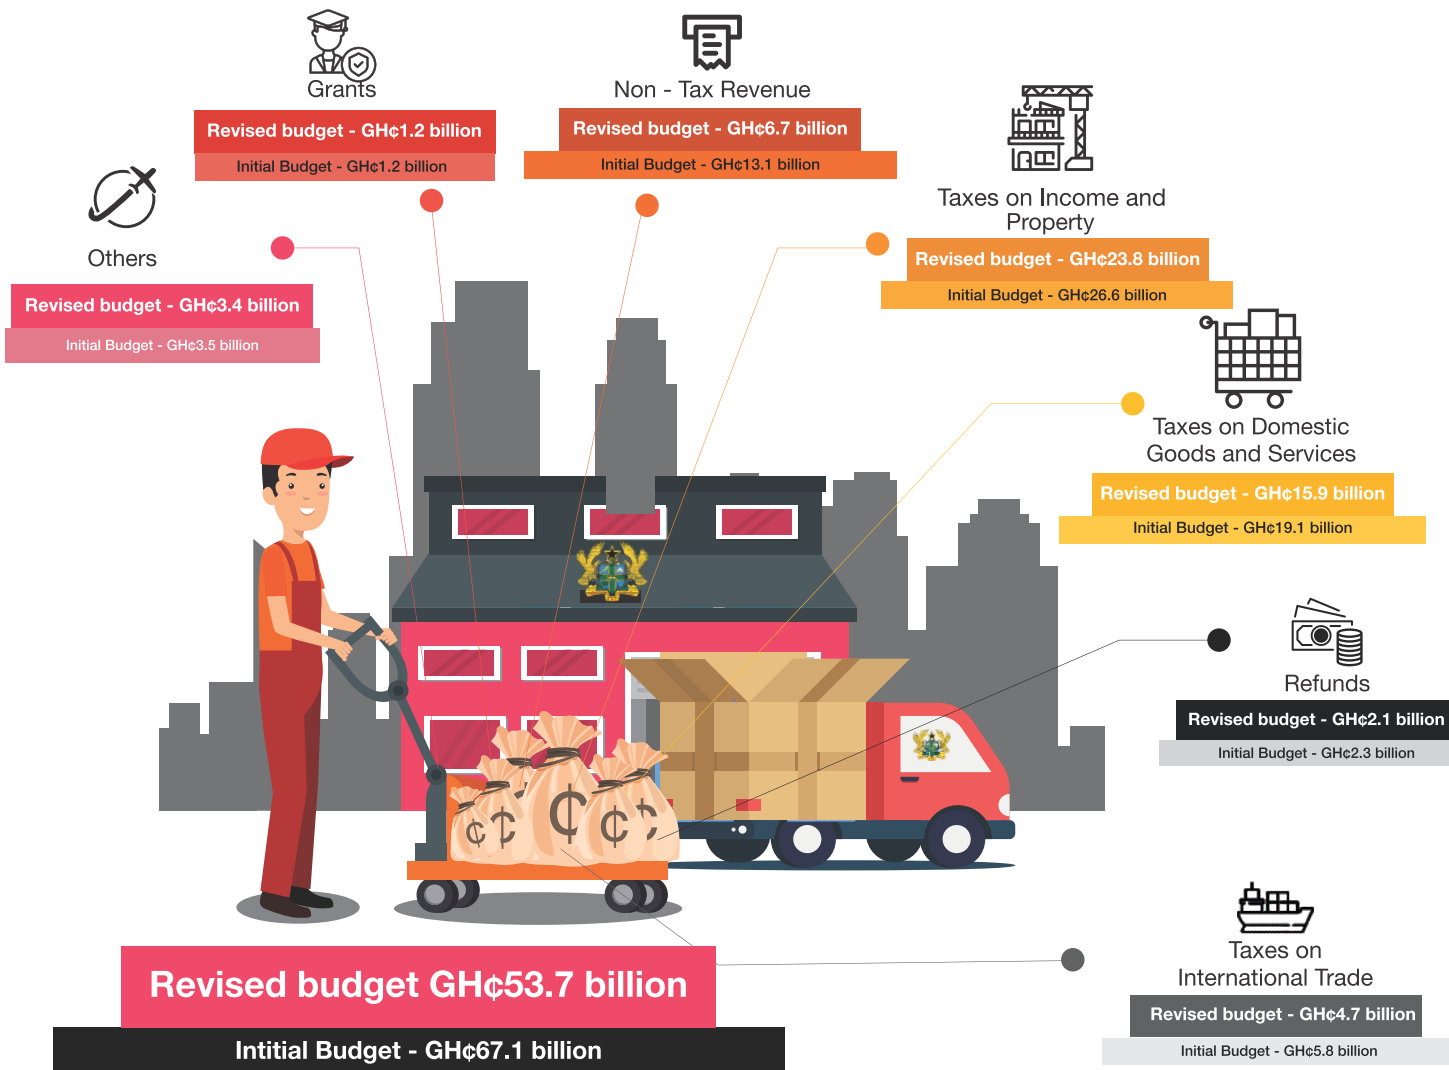 Grants
Revised budget - GH¢1.2 billion
Initial Budget - GH¢1.2 billion
Non - Tax Revenue
Revised budget - GH¢6.7 billion
Initial Budget - GH¢13.1 billion
Taxes on Income and
Property
Revised budget - GH¢23.8 billion
Initial Budget - GH¢26.6 billion
Others
Revised budget - GH¢3.4 billion
Initial Budget - GH¢3.5 billion
Taxes on Domestic
Goods and Services
Revised budget - GH¢15.9 billion
Initial Budget - GH¢19.1 billion
Refunds
Revised budget - GH¢2.1 billion
Initial Budget - GH¢2.3 billion
¢ ¢ ¢ ¢ ¢
Taxes on
International Trade
Revised budget - GH¢4.7 billion
Initial Budget - GH¢5.8 billion
Revised budget GH¢53.7 billion
Intitial Budget - GH¢67.1 billion